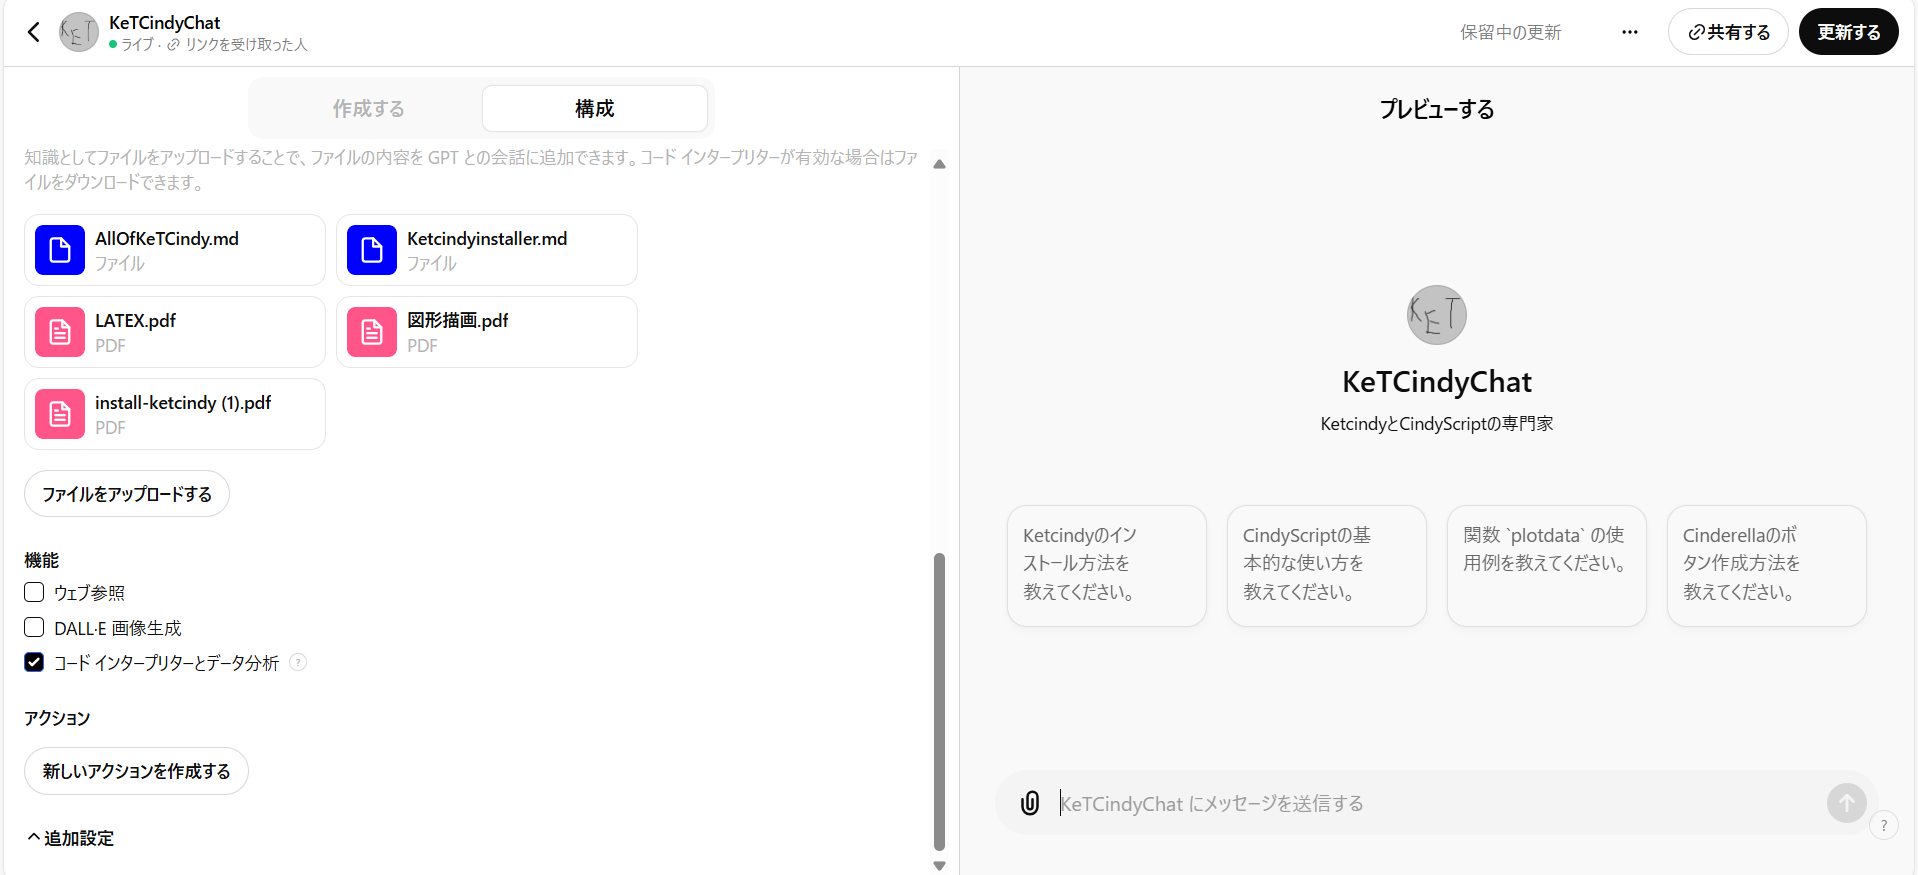 KeTCindyChat
ライブ · リンクを受け取った人
保留中の更新
共有する
更新する
作成する
構成
プレビューする
知識としてファイルをアップロードすることで、ファイルの内容を GPT との会話に追加できます。コード インタープリターが有効な場合はファ
イルをダウンロードできます。
AllOfKeTCindy.md
ファイル
Ketcindyinstaller.md
ファイル
LATEX.pdf
PDF
図形描画.pdf
PDF
install-ketcindy (1).pdf
PDF
ファイルをアップロードする
機能
ウェブ参照
DALL·E 画像生成
コード インタープリターとデータ分析 ?
アクション
新しいアクションを作成する
追加設定
KET
KeTCindyChat
KetcindyとCindyScriptの専門家
Ketcindyのイン
ストール方法を
教えてください。
CindyScriptの基
本的な使い方を
教えてください。
関数 `plotdata` の使
用例を教えてください。
Cinderellaのボ
タン作成方法を
教えてください。
KeTCindyChat にメッセージを送信する
?